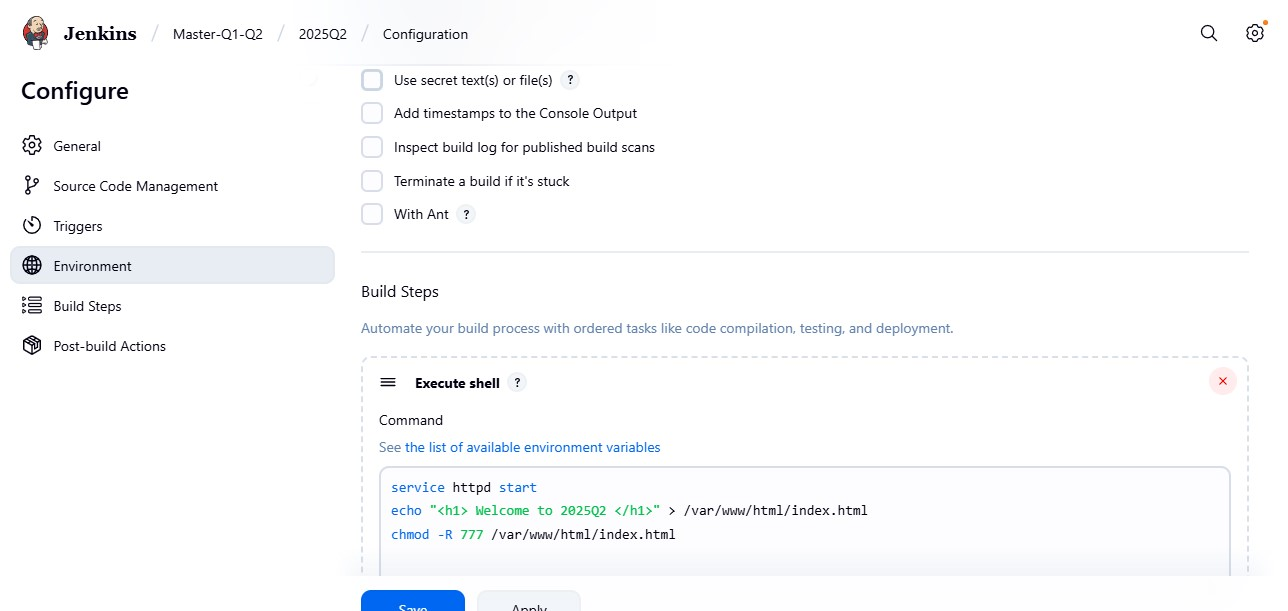 Jenkins / Master-Q1-Q2 / 2025Q2 / Configuration
Configure
General
Source Code Management
Triggers
Environment
Build Steps
Post-build Actions
Use secret text(s) or file(s) ?
Add timestamps to the Console Output
Inspect build log for published build scans
Terminate a build if it's stuck
With Ant ?
Build Steps
Automate your build process with ordered tasks like code compilation, testing, and deployment.
Execute shell ?
Command
See the list of available environment variables
service httpd start
echo "<h1> Welcome to 2025Q2 </h1>" > /var/www/html/index.html
chmod -R 777 /var/www/html/index.html
Save Apply